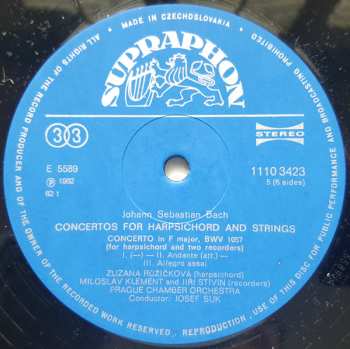 MADE IN CZECHOSLOVAKIA
ALL RIGHTS OF THE RECORD PRODUCER AND OF THE OWNER OF THE RECORDED WORK RESERVED. REPRODUCTION - USE OF THIS RECORD FOR PUBLIC PERFORMANCE AND BROADCASTING PROHIBITED
SUPRAPHON
33
STEREO
E 5589
1110 3423
Ⓟ 1982
5 (6 sides)
82 1
Johann Sebastian Bach
CONCERTOS FOR HARPSICHORD AND STRINGS
CONCERTO in F major, BWV 1057
(for harpsichord and two recorders)
I. (—) – II. Andante (att.) –
III. Allegro assai
ZUZANA RŮŽIČKOVÁ (harpsichord)
MILOSLAV KLEMENT and JIŘÍ STIVÍN (recorders)
PRAGUE CHAMBER ORCHESTRA
Conductor: JOSEF SUK